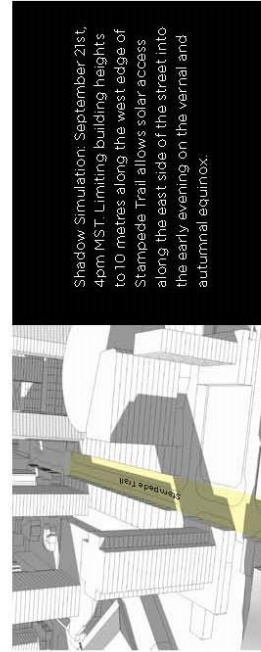 Shadow Simulation: September 21st,
4pm MST. Limiting building heights
to10 metres along the west edge of
Stampede Trail allows solar access
along the east side of the street into
the early evening on the vernal and
autumnal equinox.
Stampede Trail